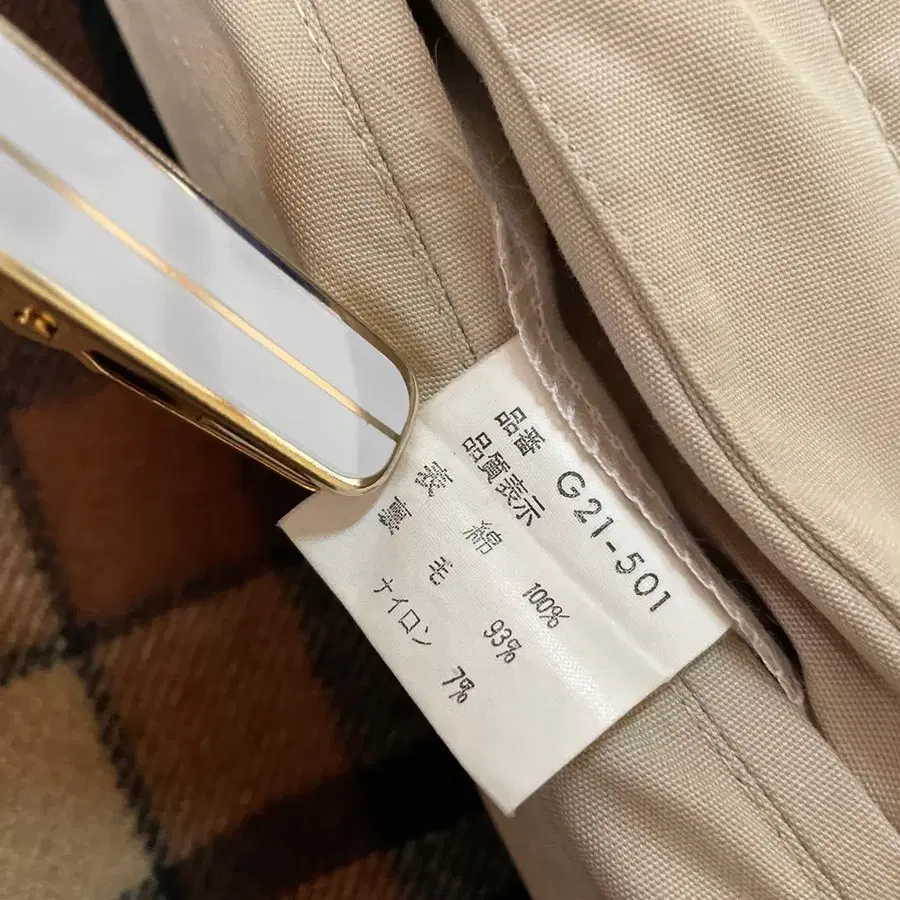 品番 G21-501
品質表示
表 綿 100%
裏 毛 93%
ナイロン 7%